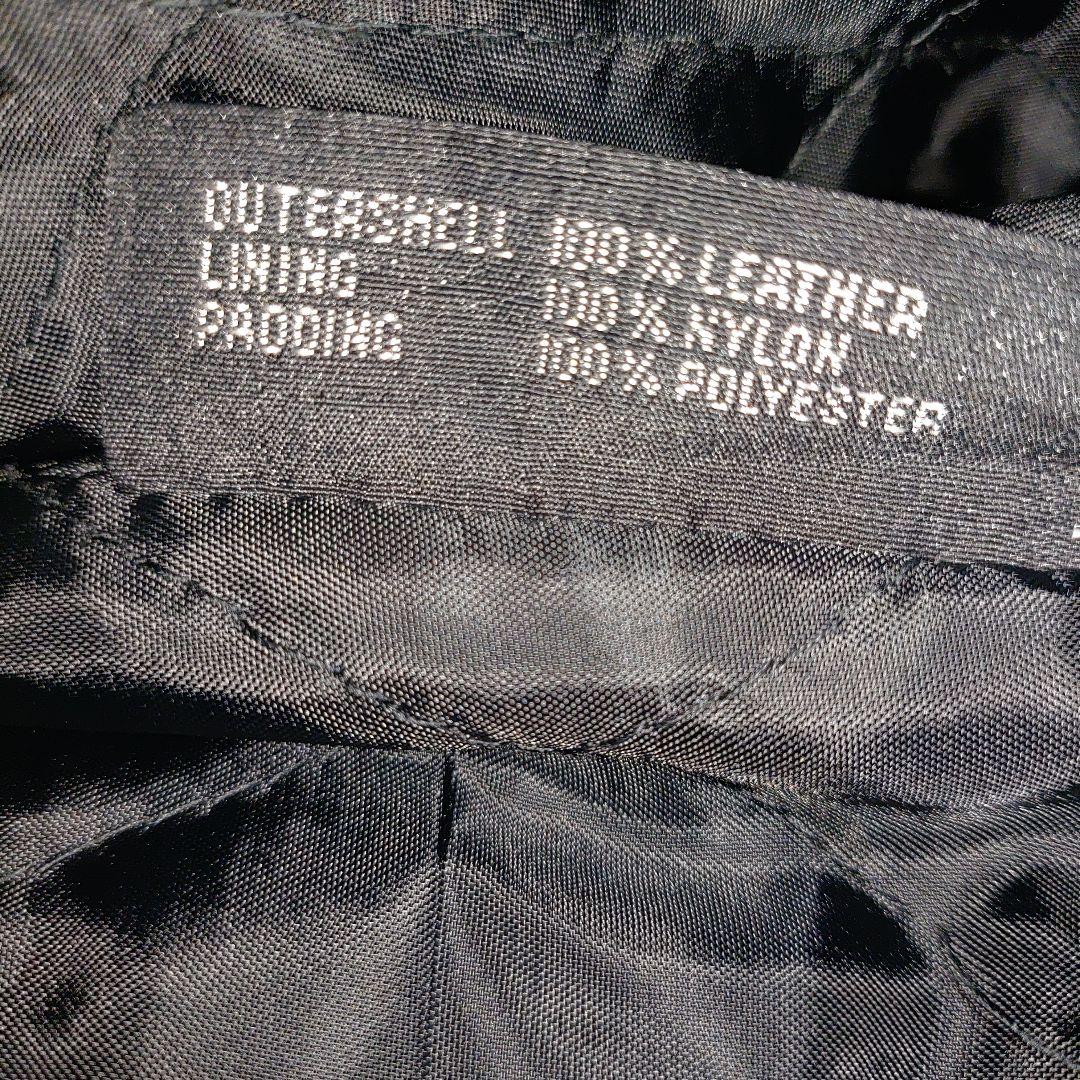 OUTERSHELL 100% LEATHER
LINING 100% NYLON
PADDING 100% POLYESTER